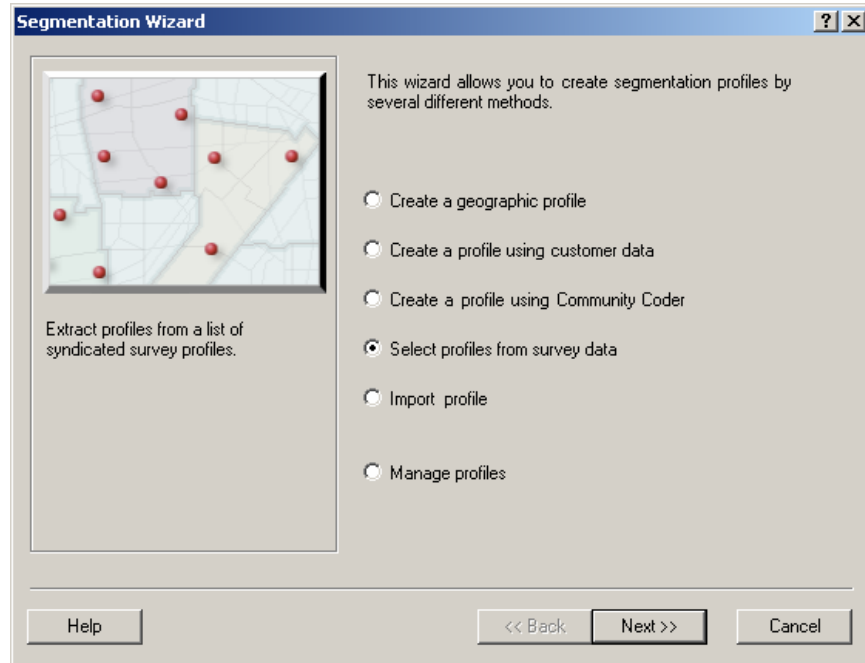 Segmentation Wizard
This wizard allows you to create segmentation profiles by
several different methods.
Create a geographic profile
Create a profile using customer data
Create a profile using Community Coder
Extract profiles from a list of
syndicated survey profiles.
Select profiles from survey data
Import profile
Manage profiles
Help
<< Back
Next >>
Cancel